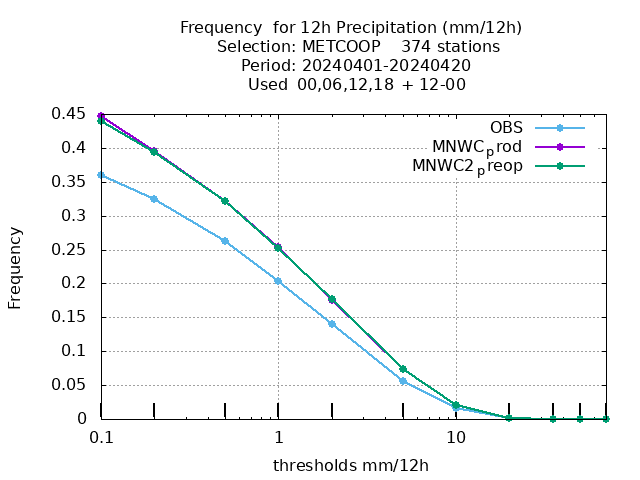 Frequency for 12h Precipitation (mm/12h)
Selection: METCOOP 374 stations
Period: 20240401-20240420
Used 00,06,12,18 + 12-00
OBS
MNWCprod
MNWC2preop
Frequency
0.45
0.4
0.35
0.3
0.25
0.2
0.15
0.1
0.05
0
0.1 1 10
thresholds mm/12h